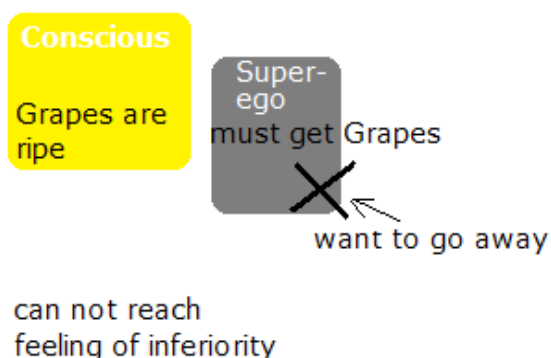 Conscious
Grapes are
ripe
Super-
ego
must get Grapes
want to go away
can not reach
feeling of inferiority